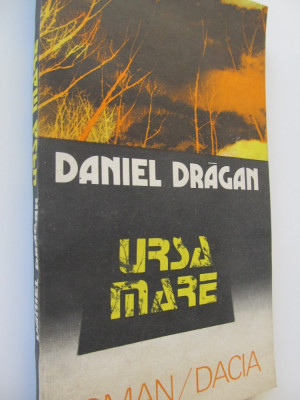 DANIEL DRĂGAN
URSA
MARE
OMAN/DACIA